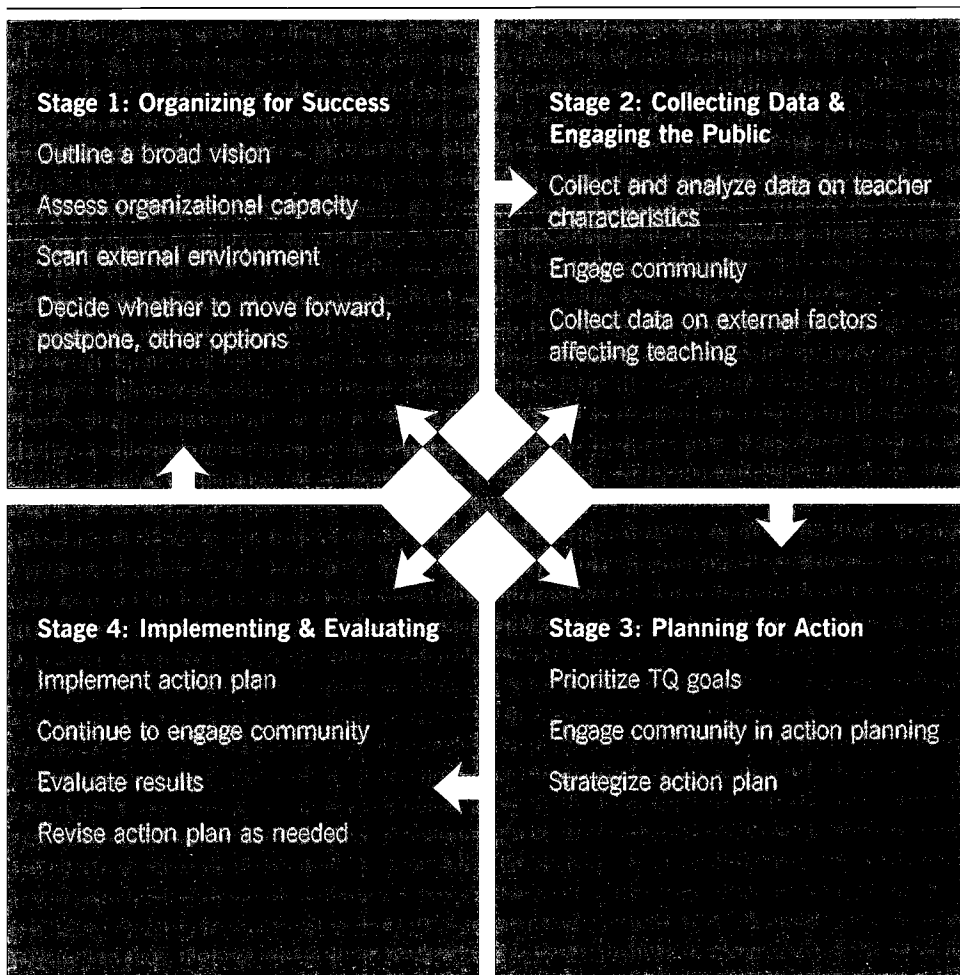 Stage 1: Organizing for Success
Outline a broad vision
Assess organizational capacity
Scan external environment
Decide whether to move forward,
postpone, other options
Stage 2: Collecting Data &
Engaging the Public
Collect and analyze data on teacher
characteristics
Engage community
Collect data on external factors
affecting teaching
Stage 3: Planning for Action
Prioritize TQ goals
Engage community in action planning
Strategize action plan
Stage 4: Implementing & Evaluating
Implement action plan
Continue to engage community
Evaluate results
Revise action plan as needed